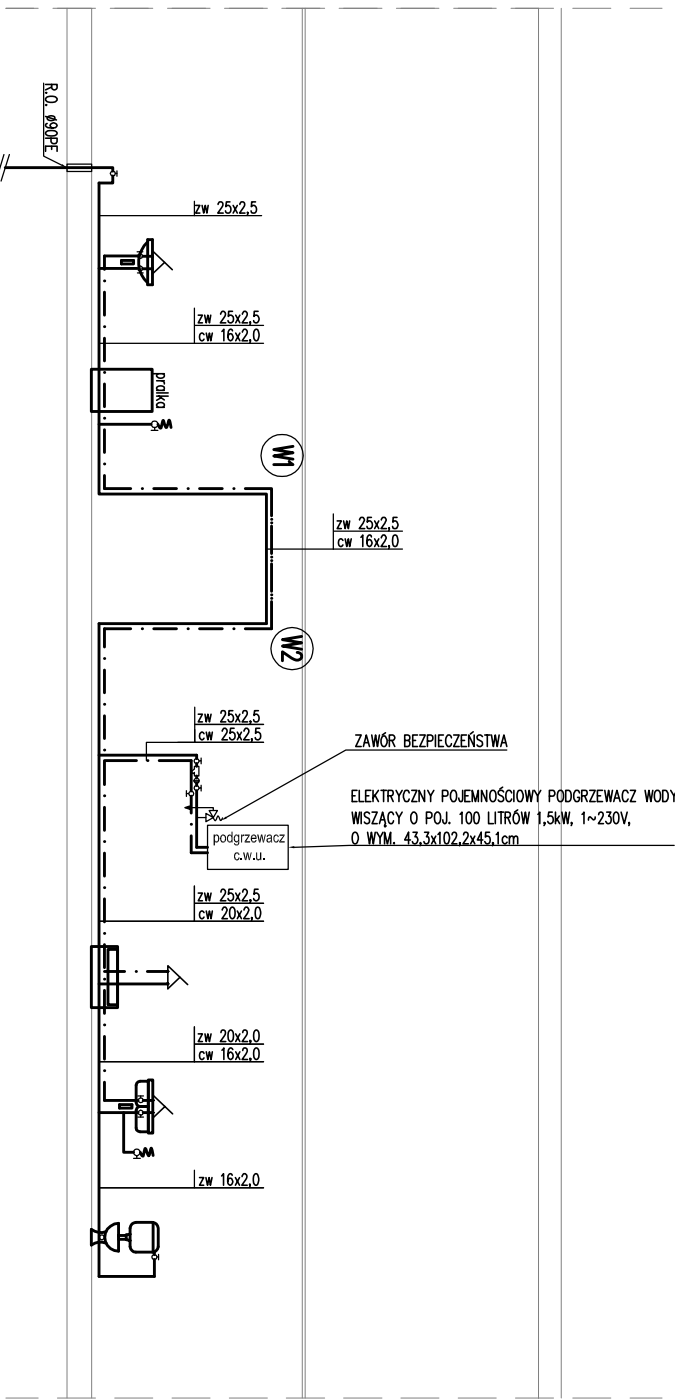 R.O. ø90PE
zw 25x2,5
zw 25x2,5
cw 16x2,0
pralka
W1
zw 25x2,5
cw 16x2,0
W2
zw 25x2,5
cw 25x2,5
ZAWÓR BEZPIECZEŃSTWA
ELEKTRYCZNY POJEMNOŚCIOWY PODGRZEWACZ WODY
WISZĄCY O POJ. 100 LITRÓW 1,5kW, 1~230V,
O WYM. 43,3x102,2x45,1cm
podgrzewacz
c.w.u.
zw 25x2,5
cw 20x2,0
zw 20x2,0
cw 16x2,0
zw 16x2,0